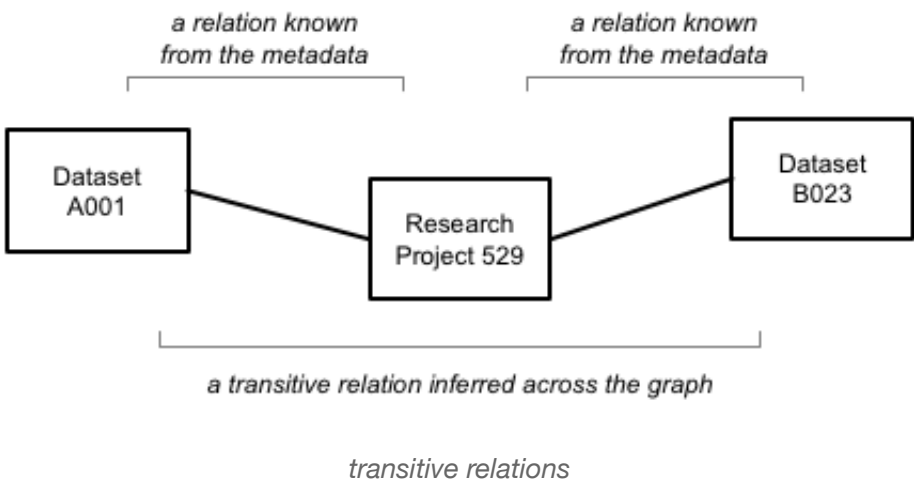 a relation known
from the metadata
a relation known
from the metadata
Dataset
A001
Research
Project 529
Dataset
B023
a transitive relation inferred across the graph
transitive relations